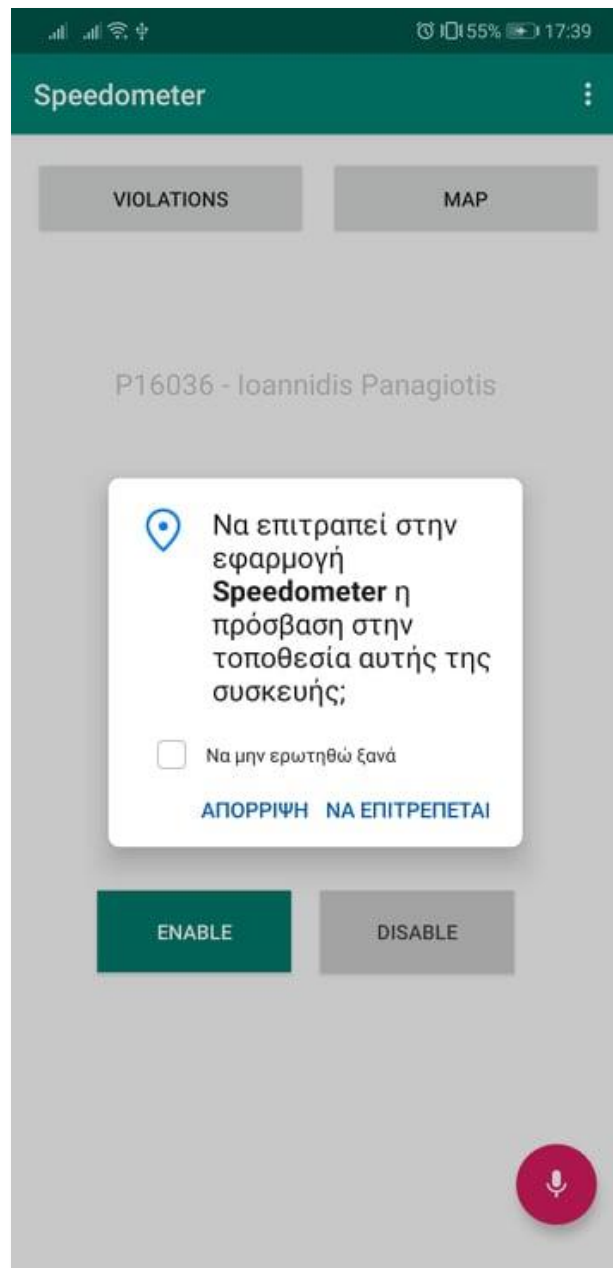 55% 17:39
Speedometer
VIOLATIONS MAP
P16036 - Ioannidis Panagiotis
Να επιτραπεί στην
εφαρμογή
Speedometer η
πρόσβαση στην
τοποθεσία αυτής της
συσκευής;
Να μην ερωτηθώ ξανά
ΑΠΟΡΡΙΨΗ ΝΑ ΕΠΙΤΡΕΠΕΤΑΙ
ENABLE DISABLE